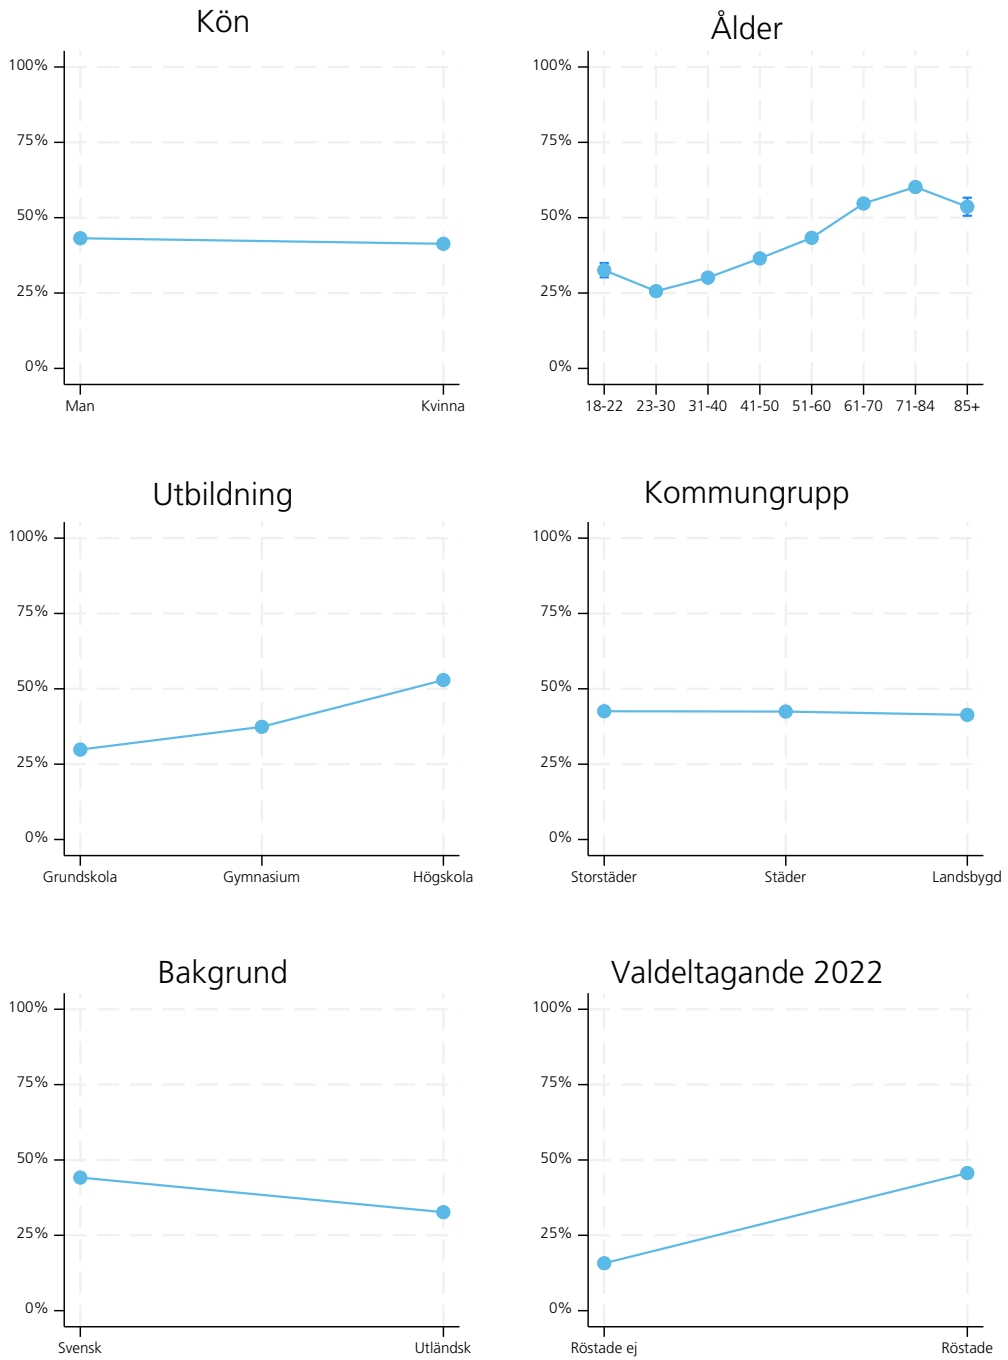 Kön
100%
75%
50%
25%
0%
Man Kvinna
Ålder
100%
75%
50%
25%
0%
18-22 23-30 31-40 41-50 51-60 61-70 71-84 85+
Utbildning
100%
75%
50%
25%
0%
Grundskola Gymnasium Högskola
Kommungrupp
100%
75%
50%
25%
0%
Storstäder Städer Landsbygd
Bakgrund
100%
75%
50%
25%
0%
Svensk Utländsk
Valdeltagande 2022
100%
75%
50%
25%
0%
Röstade ej Röstade